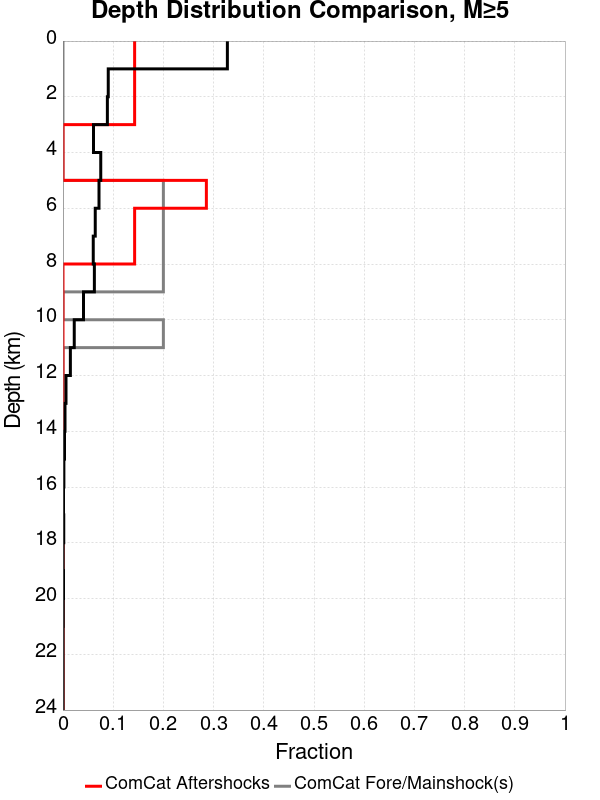 Depth Distribution Comparison, M≥5
0
2
4
6
8
10
12
14
16
18
20
22
24
Depth (km)
0 0.1 0.2 0.3 0.4 0.5 0.6 0.7 0.8 0.9 1
Fraction
ComCat Aftershocks ComCat Fore/Mainshock(s)